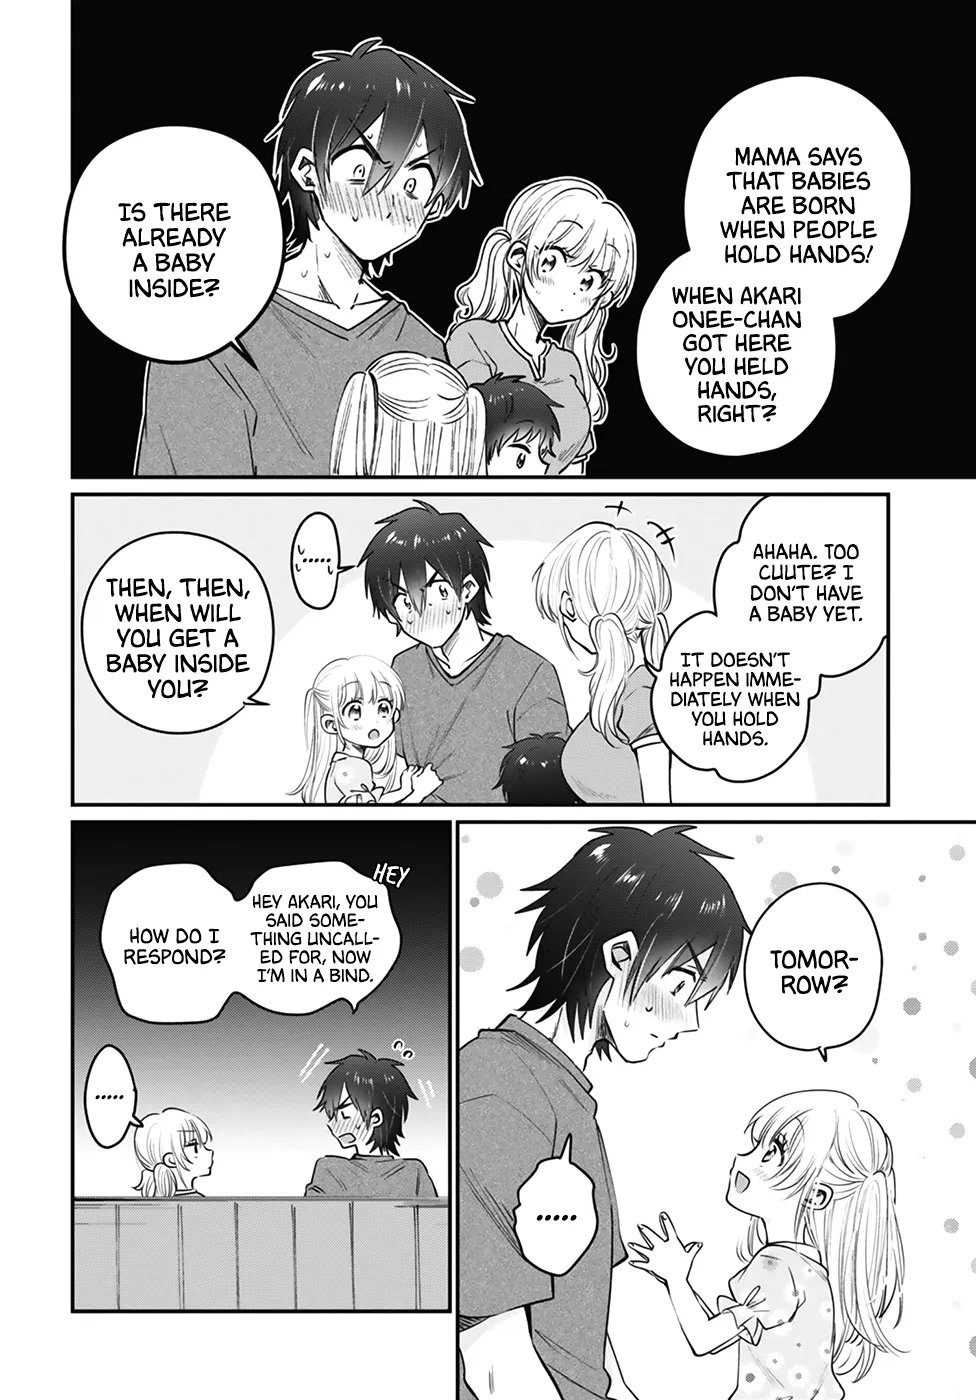 MAMA SAYS
THAT BABIES
ARE BORN
WHEN PEOPLE
HOLD HANDS!
WHEN AKARI
ONEE-CHAN
GOT HERE
YOU HELD
HANDS,
RIGHT?
IS THERE
ALREADY
A BABY
INSIDE?
AHAHA. TOO
CUUTE? I
DON'T HAVE
A BABY YET.
IT DOESN'T
HAPPEN IMME-
DIATELY WHEN
YOU HOLD
HANDS.
.....
THEN, THEN,
WHEN WILL
YOU GET A
BABY INSIDE
YOU?
TOMOR-
ROW?
.....
HEY
HEY AKARI, YOU
SAID SOME-
THING UNCALL-
ED FOR, NOW
I'M IN A BIND.
HOW DO I
RESPOND?
.....